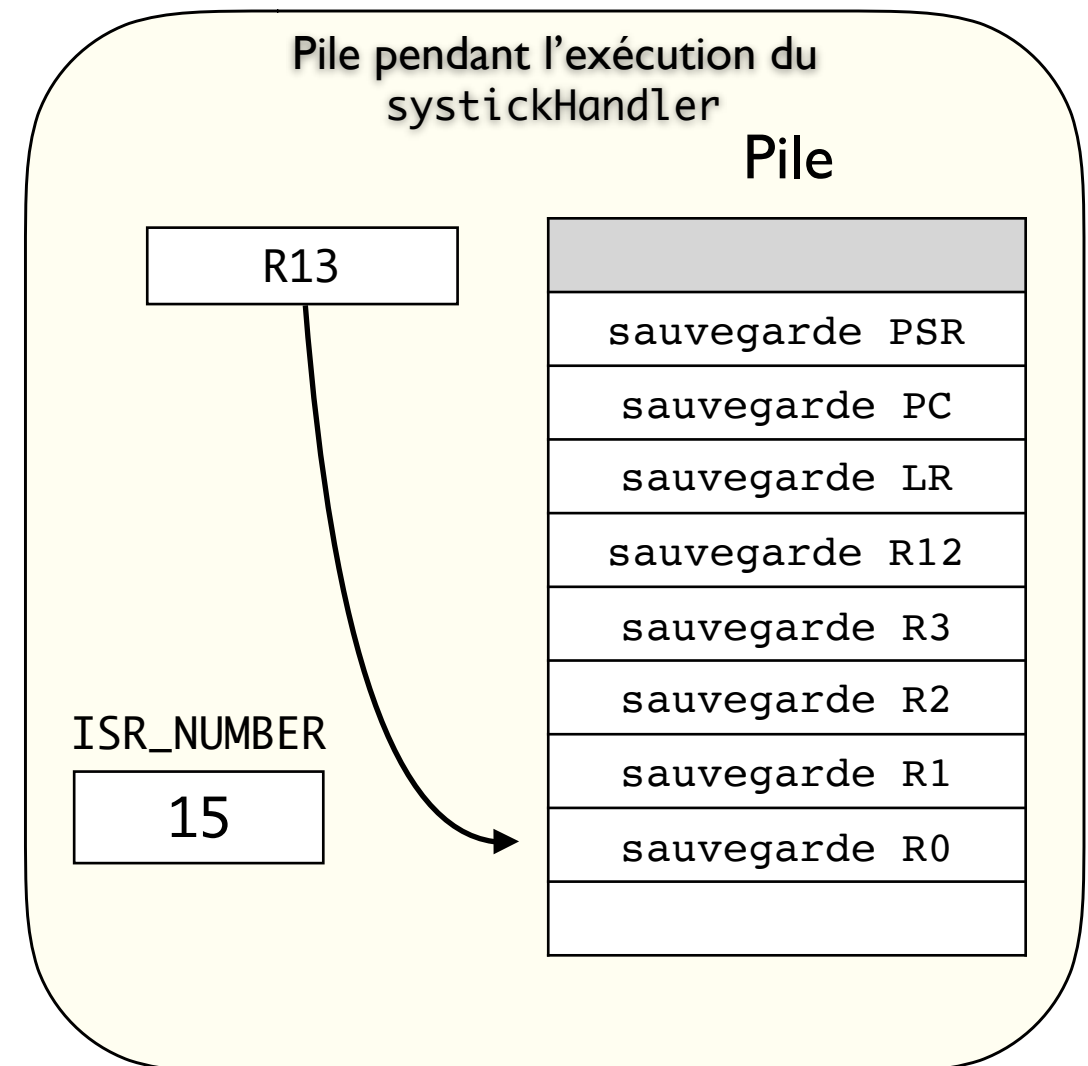 Pile pendant l'exécution du
systickHandler
Pile
R13
sauvegarde PSR
sauvegarde PC
sauvegarde LR
sauvegarde R12
sauvegarde R3
sauvegarde R2
ISR_NUMBER
sauvegarde R1
15
sauvegarde R0